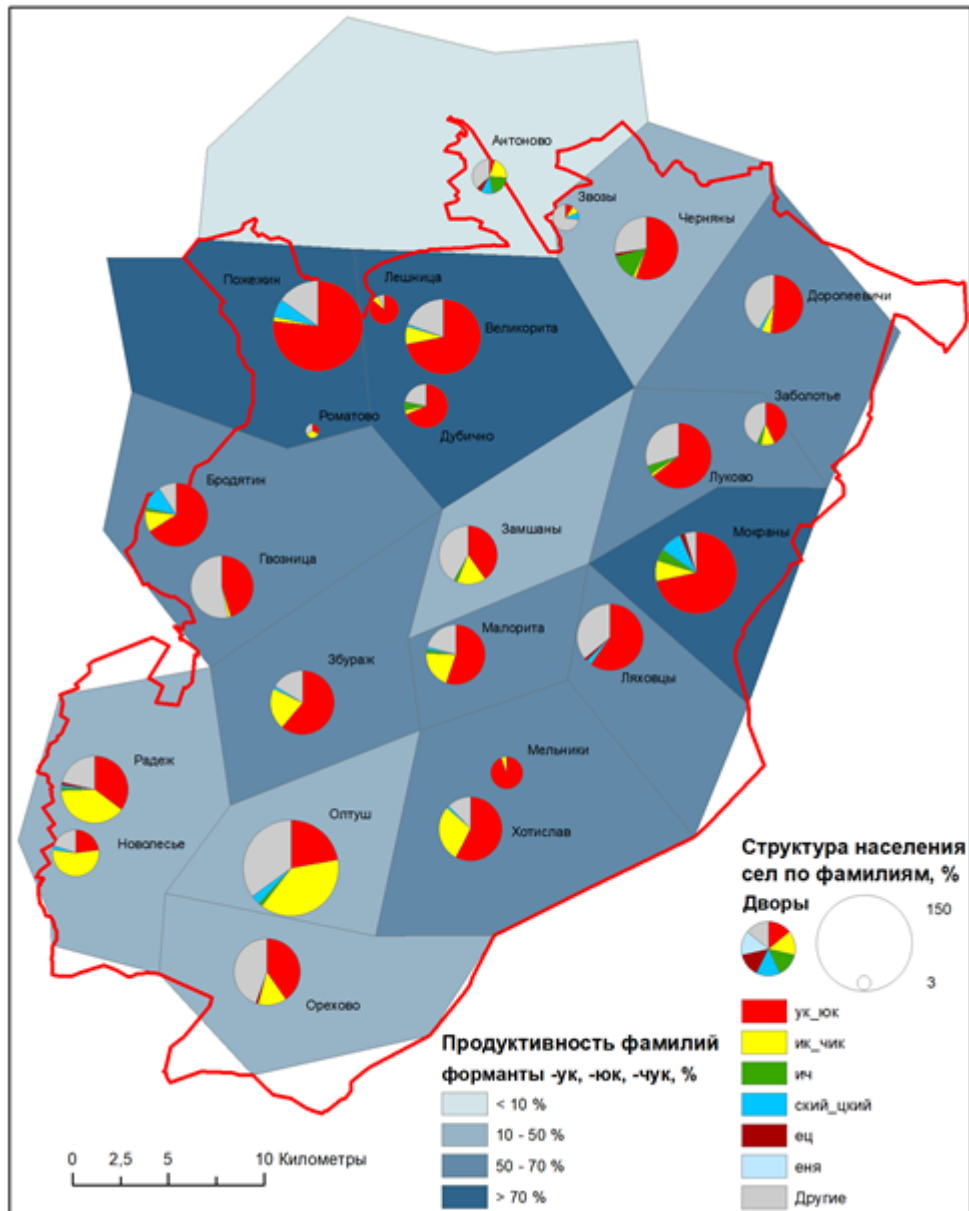 Антоново
Звозы
Черняны
Пожежин
Лешница
Великорита
Доропеевичи
Роматово
Дубично
Заболотье
Луково
Бродятин
Замшаны
Мокраны
Гвозница
Малорита
Збураж
Ляховцы
Мельники
Радеж
Олтуш
Новолесье
Хотислав
Орехово
Структура населения
сел по фамилиям, %
Дворы
150
3
ук_юк
ик_чик
ич
ский_цкий
ец
еня
Другие
Продуктивность фамилий
форманты -ук, -юк, -чук, %
< 10 %
10 - 50 %
50 - 70 %
> 70 %
0 2,5 5 10 Километры